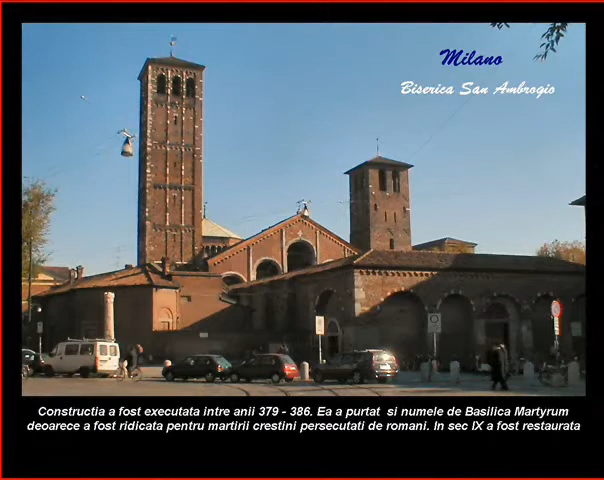 Milano
Biserica San Ambrogio
Constructia a fost executata intre anii 379 - 386. Ea a purtat si numele de Basilica Martyrum
deoarece a fost ridicata pentru martirii crestini persecutati de romani. In sec IX a fost restaurata